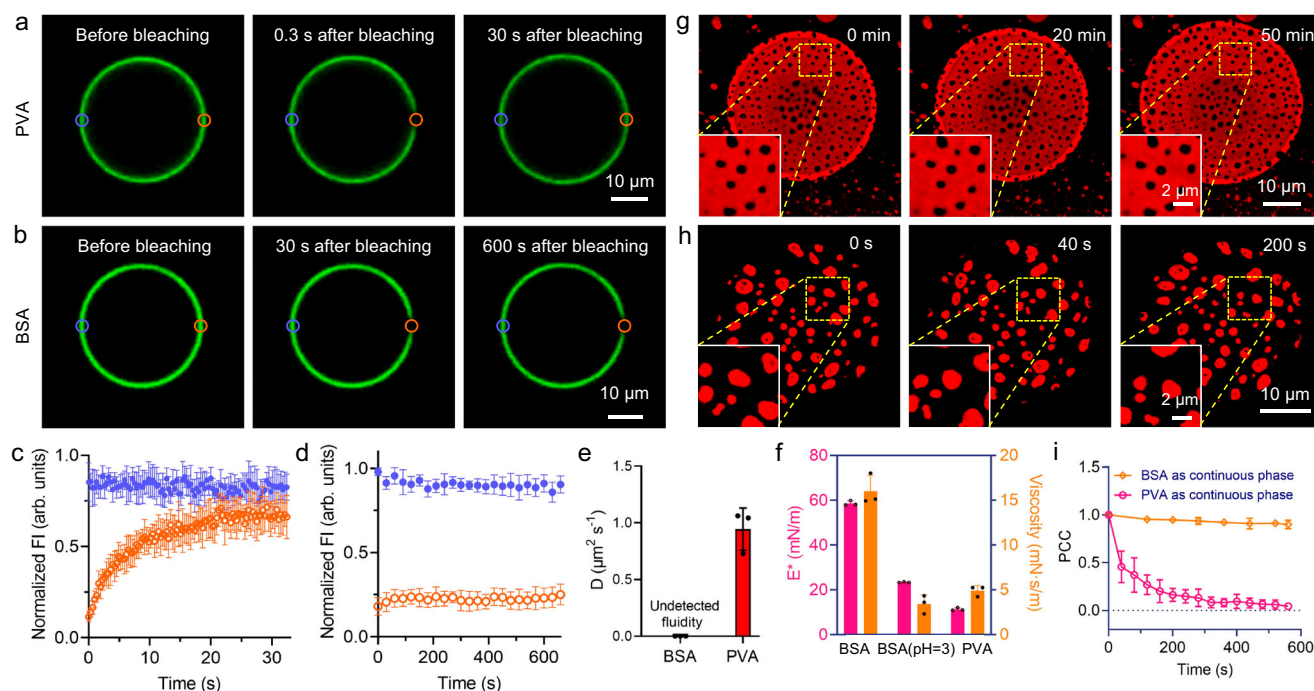 a
Before bleaching
0.3 s after bleaching
30 s after bleaching
PVA
10 µm
b
Before bleaching
30 s after bleaching
600 s after bleaching
BSA
10 µm
g
0 min
20 min
50 min
2 µm
10 µm
h
0 s
40 s
200 s
2 µm
10 µm
c
Normalized FI (arb. units)
1.0
0.5
0.0
0
10
20
30
Time (s)
d
Normalized FI (arb. units)
1.0
0.5
0.0
0
200
400
600
Time (s)
e
D (µm² s⁻¹)
1.5
1.0
0.5
0.0
Undetected
fluidity
BSA
PVA
f
E* (mN/m)
80
60
40
20
0
BSA
BSA(pH=3)
PVA
20
15
10
5
0
Viscosity (mN·s/m)
i
BSA as continuous phase
PVA as continuous phase
PCC
1.0
0.5
0.0
0
200
400
600
Time (s)